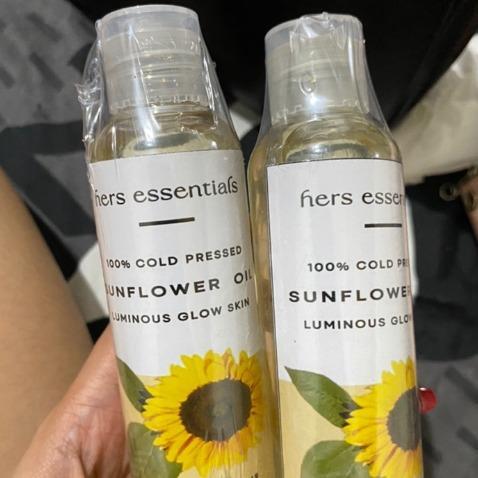 hers essentials
100% COLD PRESSED
SUNFLOWER OIL
LUMINOUS GLOW SKIN
hers essen
100% COLD PRE
SUNFLOWER
LUMINOUS GLOW